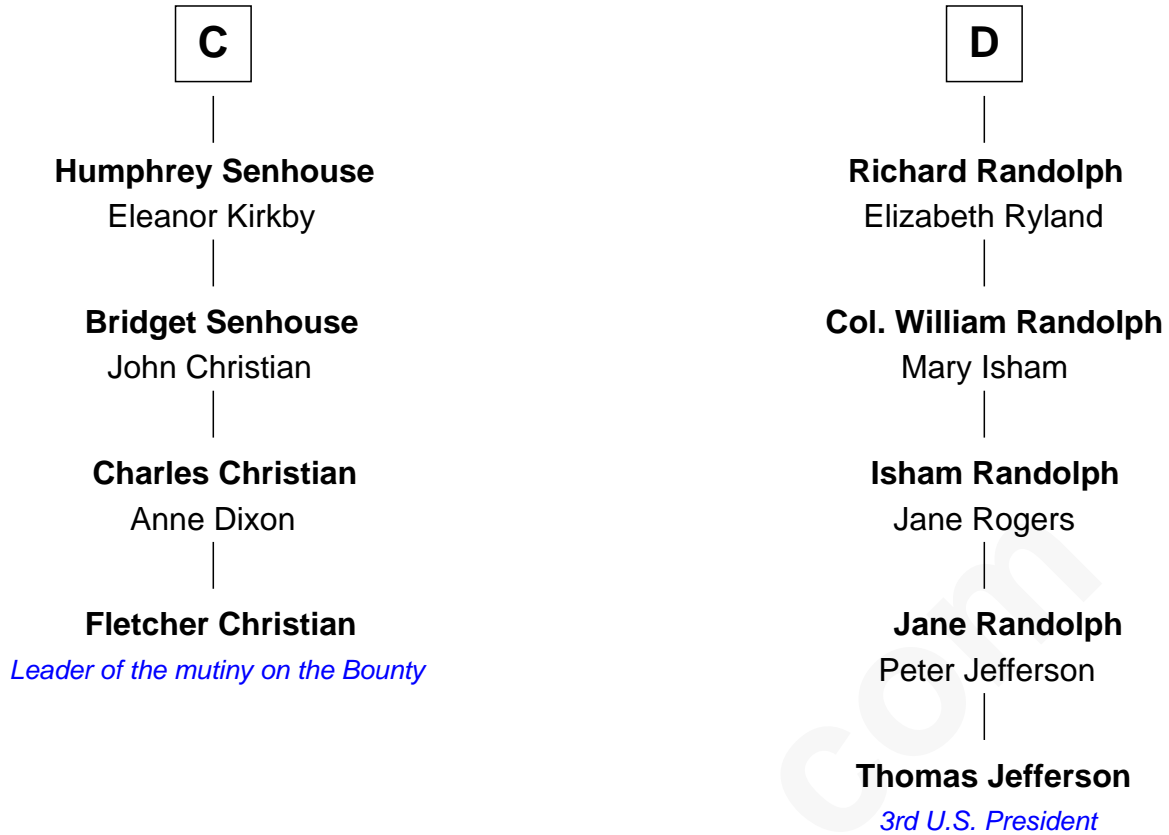 C
Humphrey Senhouse
Eleanor Kirkby
Bridget Senhouse
John Christian
Charles Christian
Anne Dixon
Fletcher Christian
Leader of the mutiny on the Bounty
D
Richard Randolph
Elizabeth Ryland
Col. William Randolph
Mary Isham
Isham Randolph
Jane Rogers
Jane Randolph
Peter Jefferson
Thomas Jefferson
3rd U.S. President
com